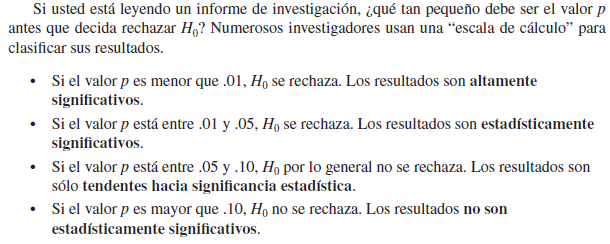 Si usted está leyendo un informe de investigación, ¿qué tan pequeño debe ser el valor p
antes que decida rechazar H₀? Numerosos investigadores usan una “escala de cálculo” para
clasificar sus resultados.
• Si el valor p es menor que .01, H₀ se rechaza. Los resultados son altamente
significativos.
• Si el valor p está entre .01 y .05, H₀ se rechaza. Los resultados son estadísticamente
significativos.
• Si el valor p está entre .05 y .10, H₀ por lo general no se rechaza. Los resultados son
sólo tendentes hacia significancia estadística.
• Si el valor p es mayor que .10, H₀ no se rechaza. Los resultados no son
estadísticamente significativos.